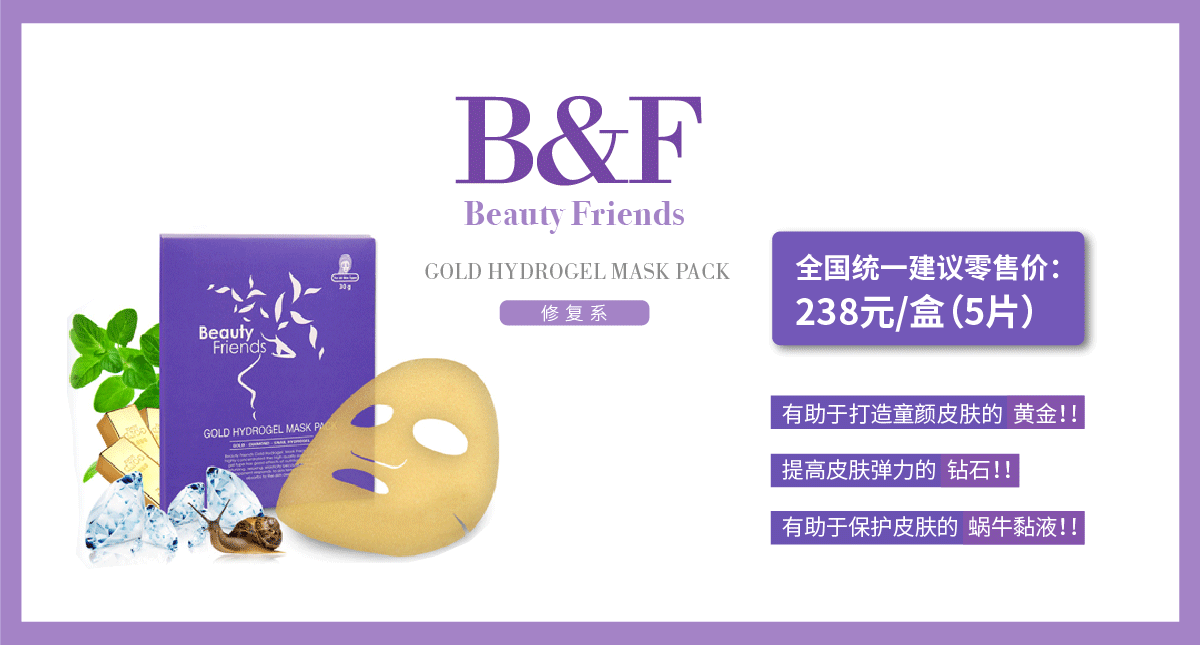 B&F
Beauty Friends
GOLD HYDROGEL MASK PACK
修复系
全国统一建议零售价：
238元/盒（5片）
有助于打造童颜皮肤的 黄金！！
提高皮肤弹力的 钻石！！
有助于保护皮肤的 蜗牛黏液！！
30g
Beauty
Friends
GOLD HYDROGEL MASK PACK